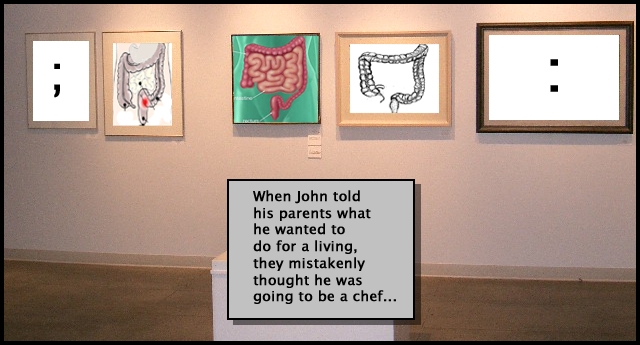 ;
rectum
:
When John told
his parents what
he wanted to
do for a living,
they mistakenly
thought he was
going to be a chef...